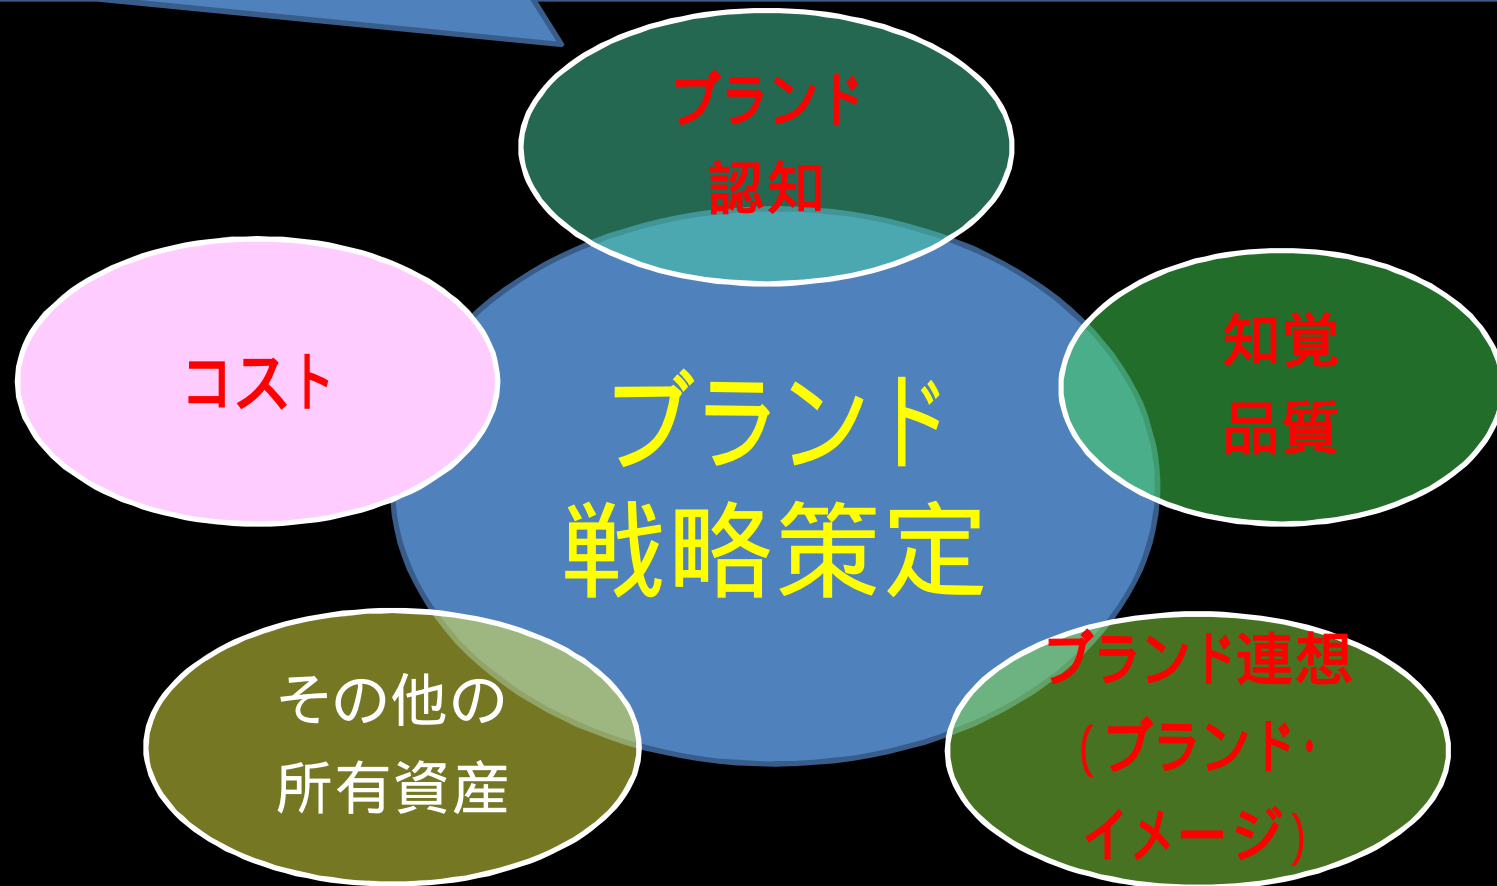 ブランド
認知
コスト
知覚
品質
ブランド
戦略策定
その他の
所有資産
ブランド連想
(ブランド・
イメージ)